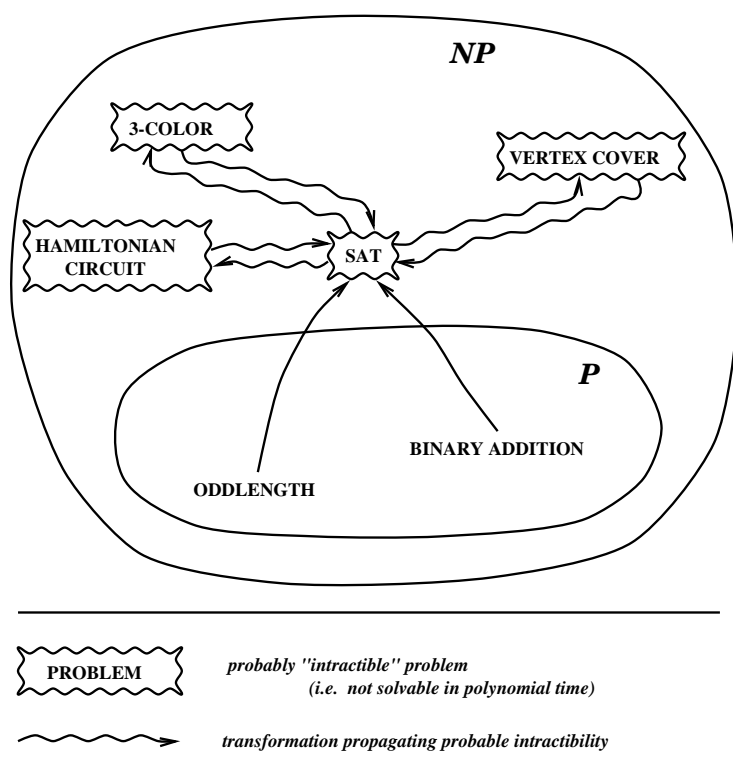 NP
3-COLOR
VERTEX COVER
HAMILTONIAN
CIRCUIT
SAT
P
BINARY ADDITION
ODDLENGTH
PROBLEM
probably "intractible" problem
(i.e. not solvable in polynomial time)
transformation propagating probable intractibility